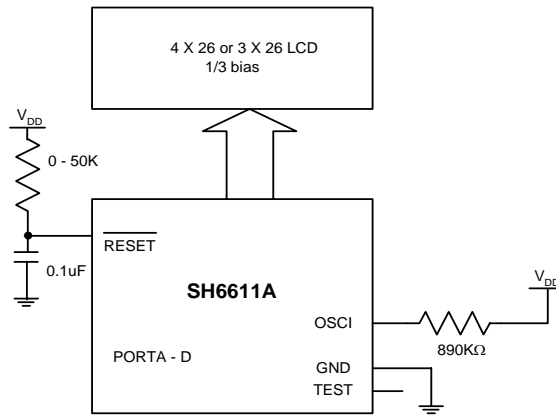 4 X 26 or 3 X 26 LCD
1/3 bias
VDD
0 - 50K
RESET
0.1uF
SH6611A
VDD
OSCI
890KΩ
PORTA - D
GND
TEST